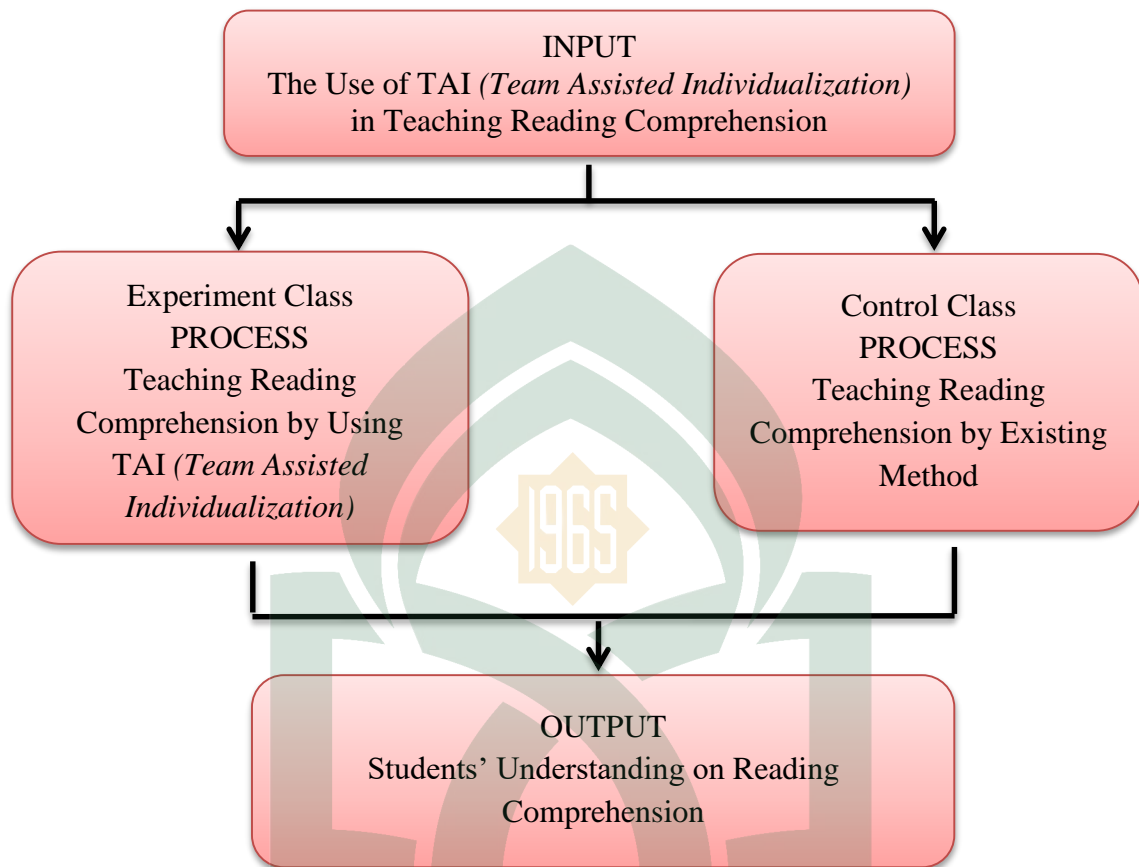 INPUT
The Use of TAI (Team Assisted Individualization)
in Teaching Reading Comprehension
Experiment Class
PROCESS
Teaching Reading
Comprehension by Using
TAI (Team Assisted
Individualization)
Control Class
PROCESS
Teaching Reading
Comprehension by Existing
Method
1965
OUTPUT
Students’ Understanding on Reading
Comprehension